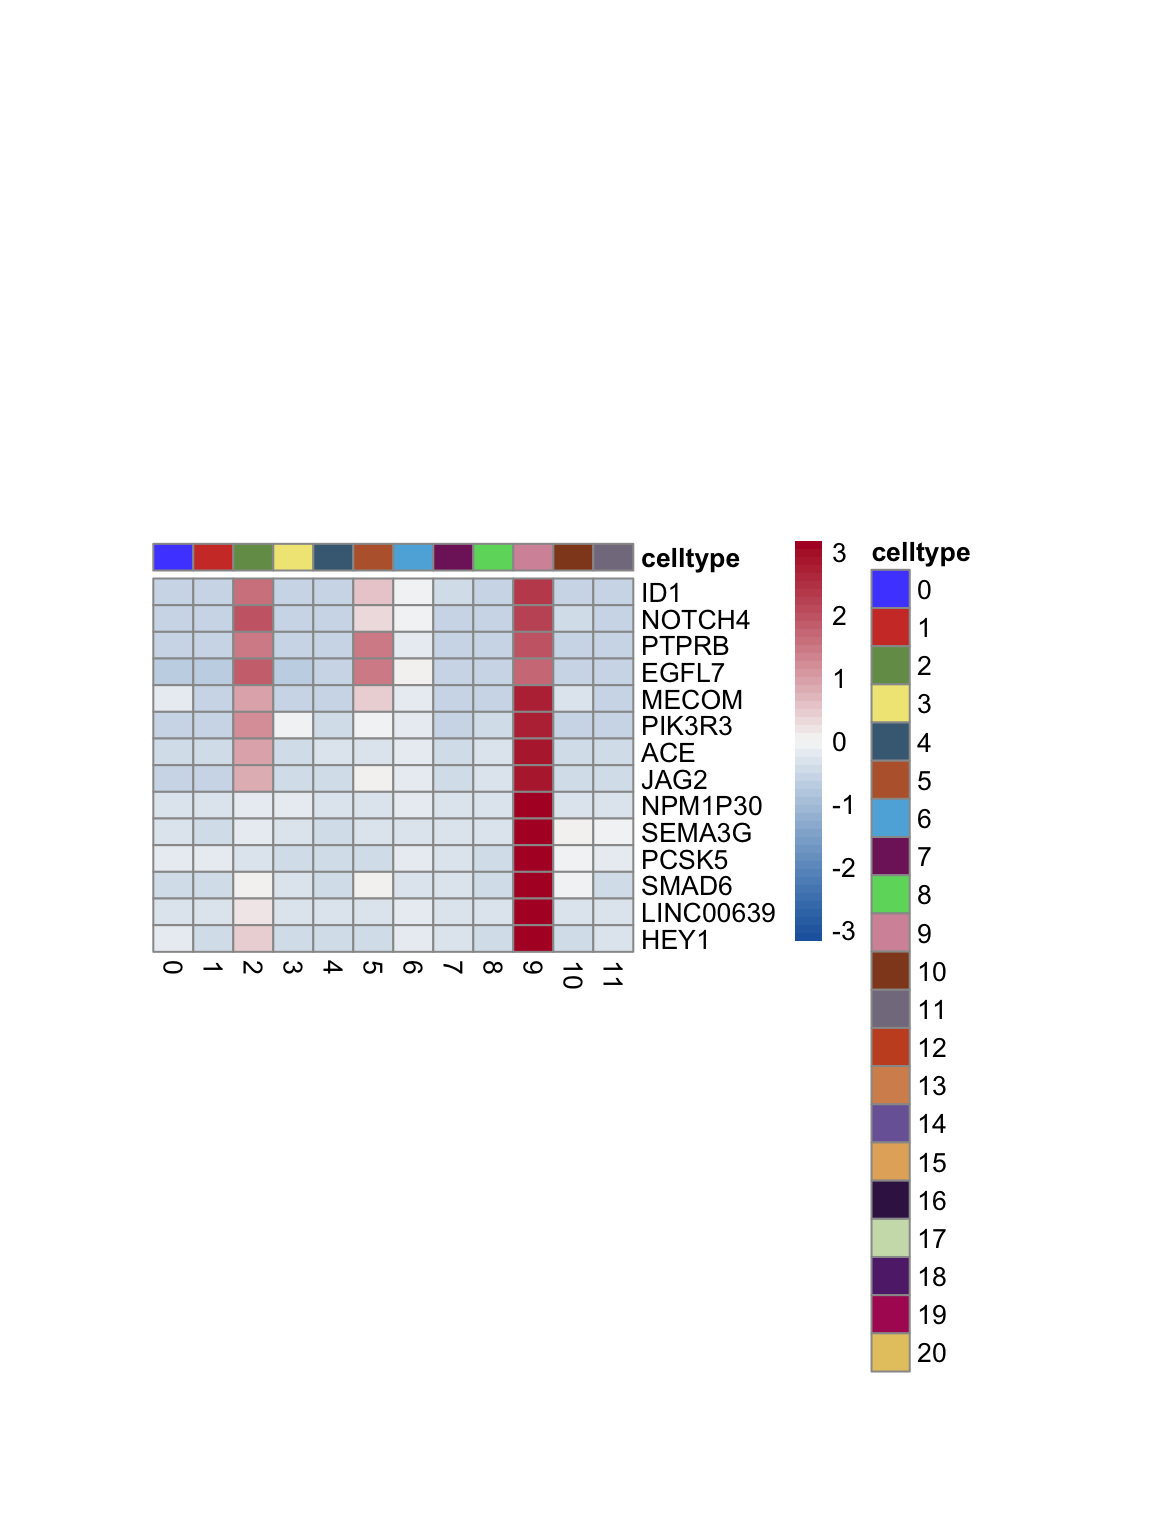 celltype
ID1
NOTCH4
PTPRB
EGFL7
MECOM
PIK3R3
ACE
JAG2
NPM1P30
SEMA3G
PCSK5
SMAD6
LINC00639
HEY1
0 1 2 3 4 5 6 7 8 9 10 11
3
2
1
0
-1
-2
-3
celltype
0
1
2
3
4
5
6
7
8
9
10
11
12
13
14
15
16
17
18
19
20